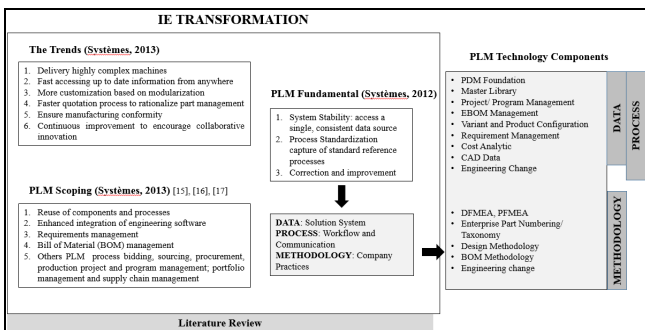 IE TRANSFORMATION
The Trends (Systèmes, 2013)
1. Delivery highly complex machines
2. Fast accessing up to date information from anywhere
3. More customization based on modularization
4. Faster quotation process to rationalize part management
5. Ensure manufacturing conformity
6. Continuous improvement to encourage collaborative
innovation
PLM Scoping (Systèmes, 2013) [15], [16], [17]
1. Reuse of components and processes
2. Enhanced integration of engineering software
3. Requirements management
4. Bill of Material (BOM) management
5. Others PLM process bidding, sourcing, procurement,
production project and program management; portfolio
management and supply chain management
PLM Fundamental (Systèmes, 2012)
1. System Stability: access a
single, consistent data source
2. Process Standardization
capture of standard reference
processes
3. Correction and improvement
DATA: Solution System
PROCESS: Workflow and
Communication
METHODOLOGY: Company
Practices
Literature Review
PLM Technology Components
• PDM Foundation
• Master Library
• Project/ Program Management
• EBOM Management
• Variant and Product Configuration
• Requirement Management
• Cost Analytic
• CAD Data
• Engineering Change
• DFMEA, PFMEA
• Enterprise Part Numbering/
Taxonomy
• Design Methodology
• BOM Methodology
• Engineering change
DATA
PROCESS
METHODOLOGY